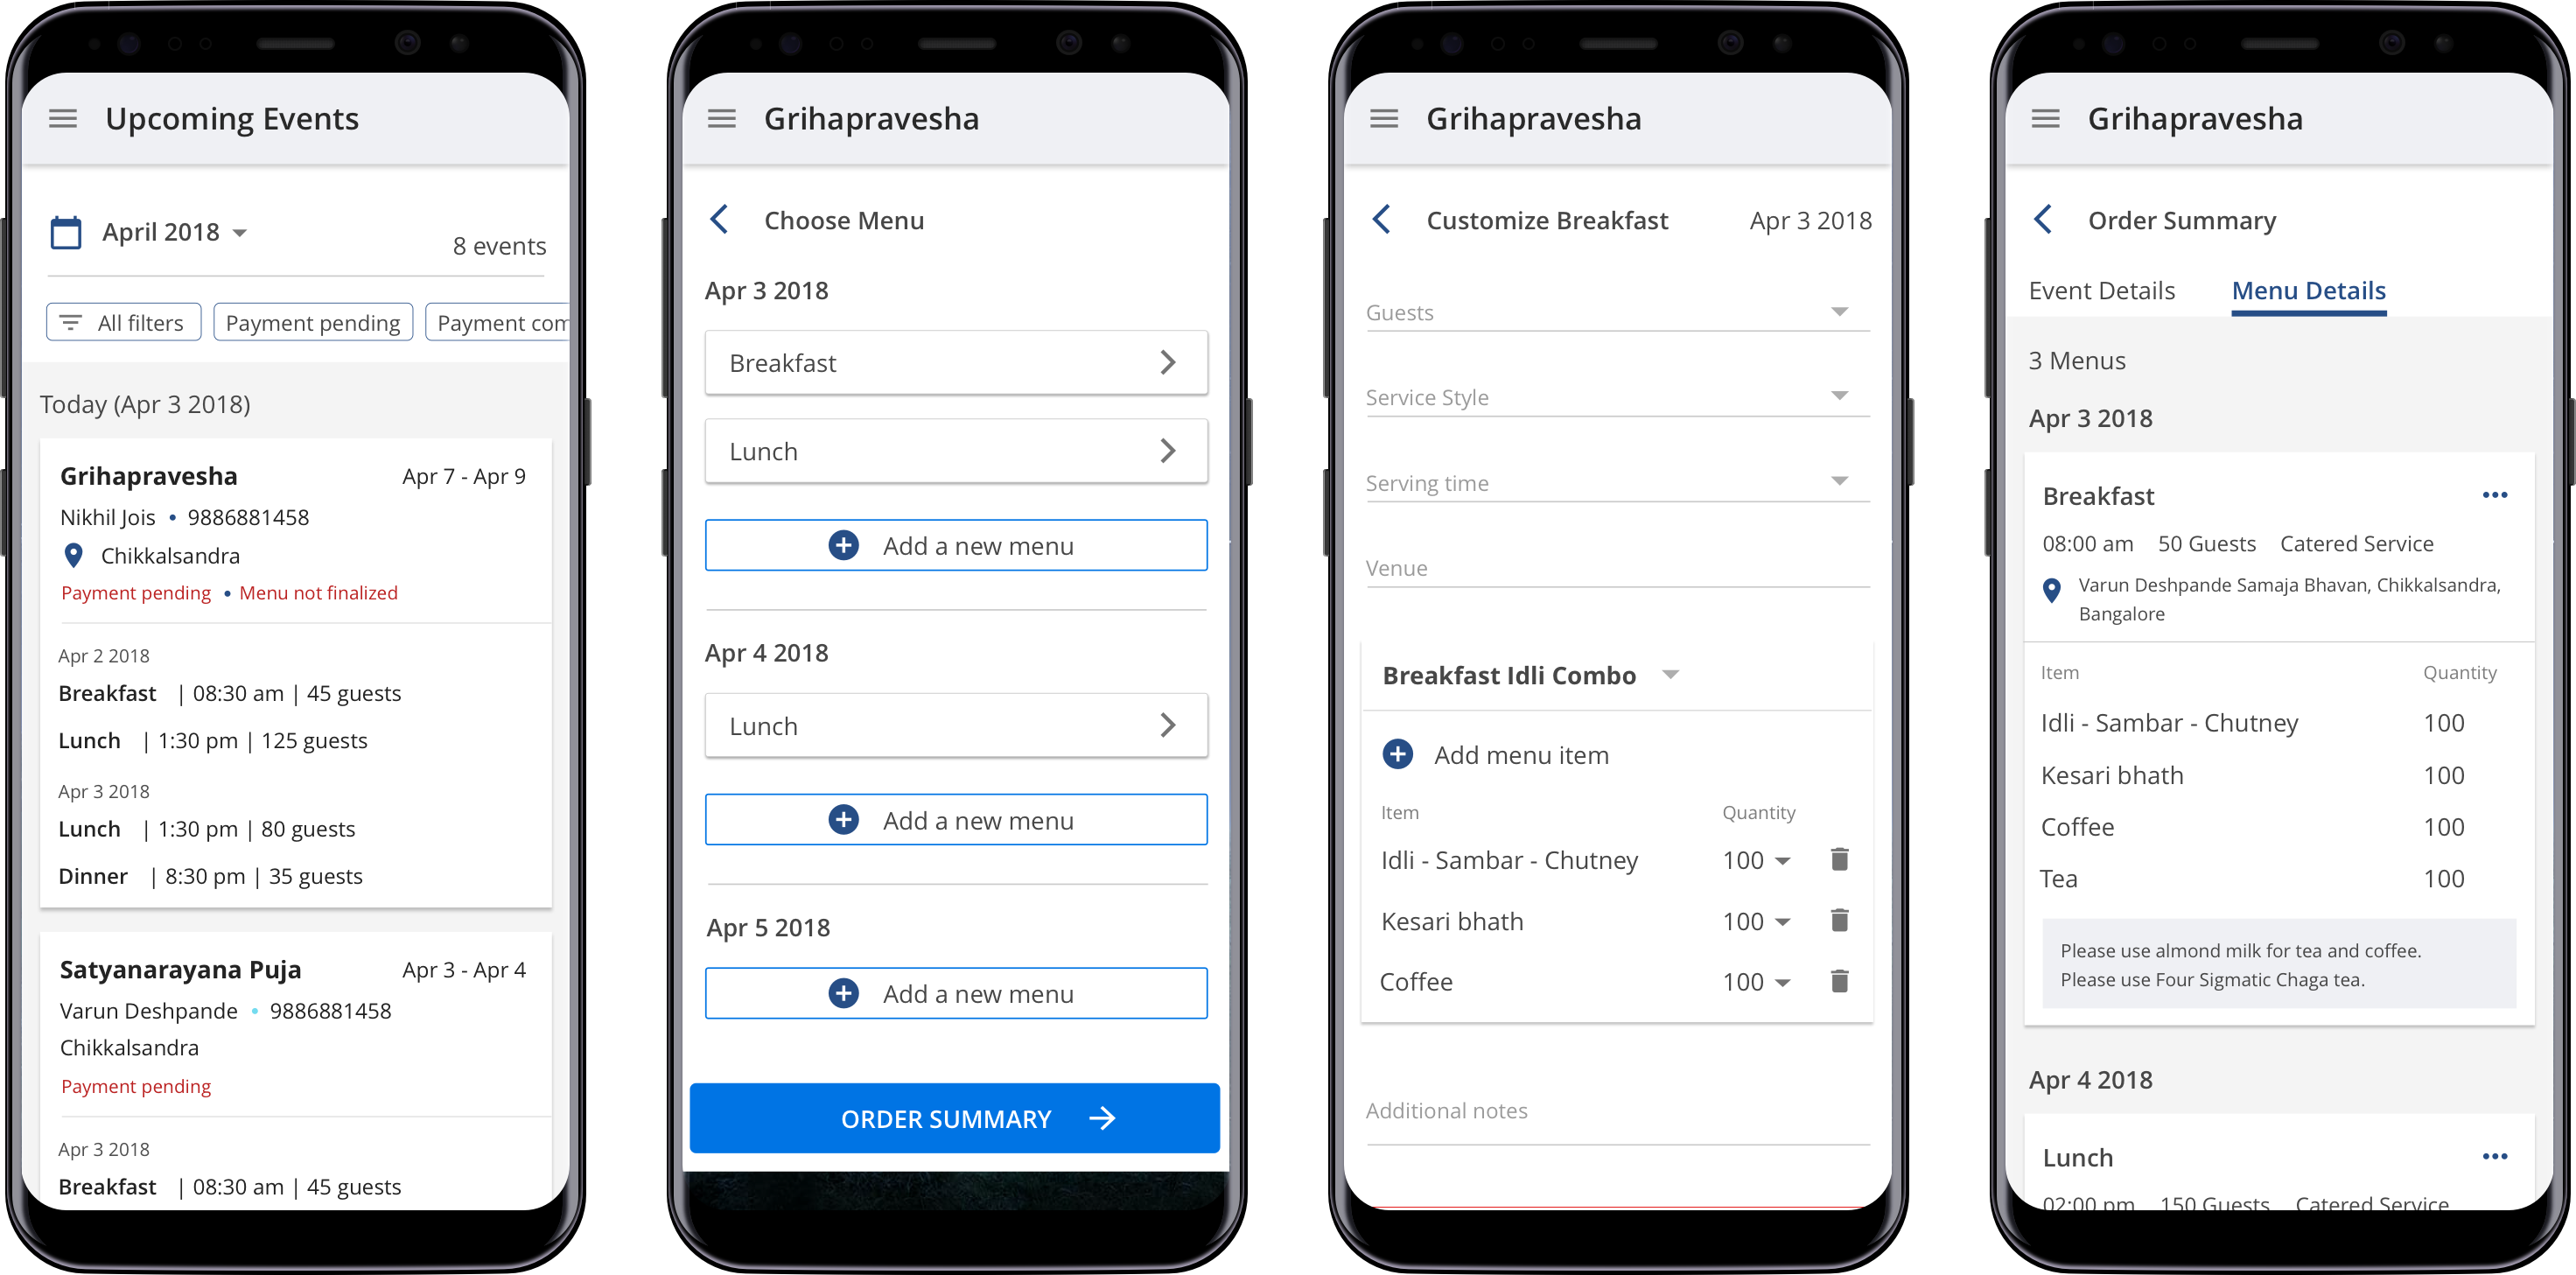 Upcoming Events
April 2018
8 events
All filters
Payment pending
Payment com
Today (Apr 3 2018)
Grihapravesha Apr 7 - Apr 9
Nikhil Jois • 9886881458
Chikkalsandra
Payment pending • Menu not finalized
Apr 2 2018
Breakfast | 08:30 am | 45 guests
Lunch | 1:30 pm | 125 guests
Apr 3 2018
Lunch | 1:30 pm | 80 guests
Dinner | 8:30 pm | 35 guests
Satyanarayana Puja Apr 3 - Apr 4
Varun Deshpande • 9886881458
Chikkalsandra
Payment pending
Apr 3 2018
Breakfast | 08:30 am | 45 guests
Grihapravesha
Choose Menu
Apr 3 2018
Breakfast
Lunch
Add a new menu
Apr 4 2018
Lunch
Add a new menu
Apr 5 2018
Add a new menu
ORDER SUMMARY
Grihapravesha
Customize Breakfast Apr 3 2018
Guests
Service Style
Serving time
Venue
Breakfast Idli Combo
Add menu item
Item Quantity
Idli - Sambar - Chutney 100
Kesari bhath 100
Coffee 100
Additional notes
Grihapravesha
Order Summary
Event Details Menu Details
3 Menus
Apr 3 2018
Breakfast
08:00 am 50 Guests Catered Service
Varun Deshpande Samaja Bhavan, Chikkalsandra,
Bangalore
Item Quantity
Idli - Sambar - Chutney 100
Kesari bhath 100
Coffee 100
Tea 100
Please use almond milk for tea and coffee.
Please use Four Sigmatic Chaga tea.
Apr 4 2018
Lunch
02:00 pm 150 Guests Catered Service